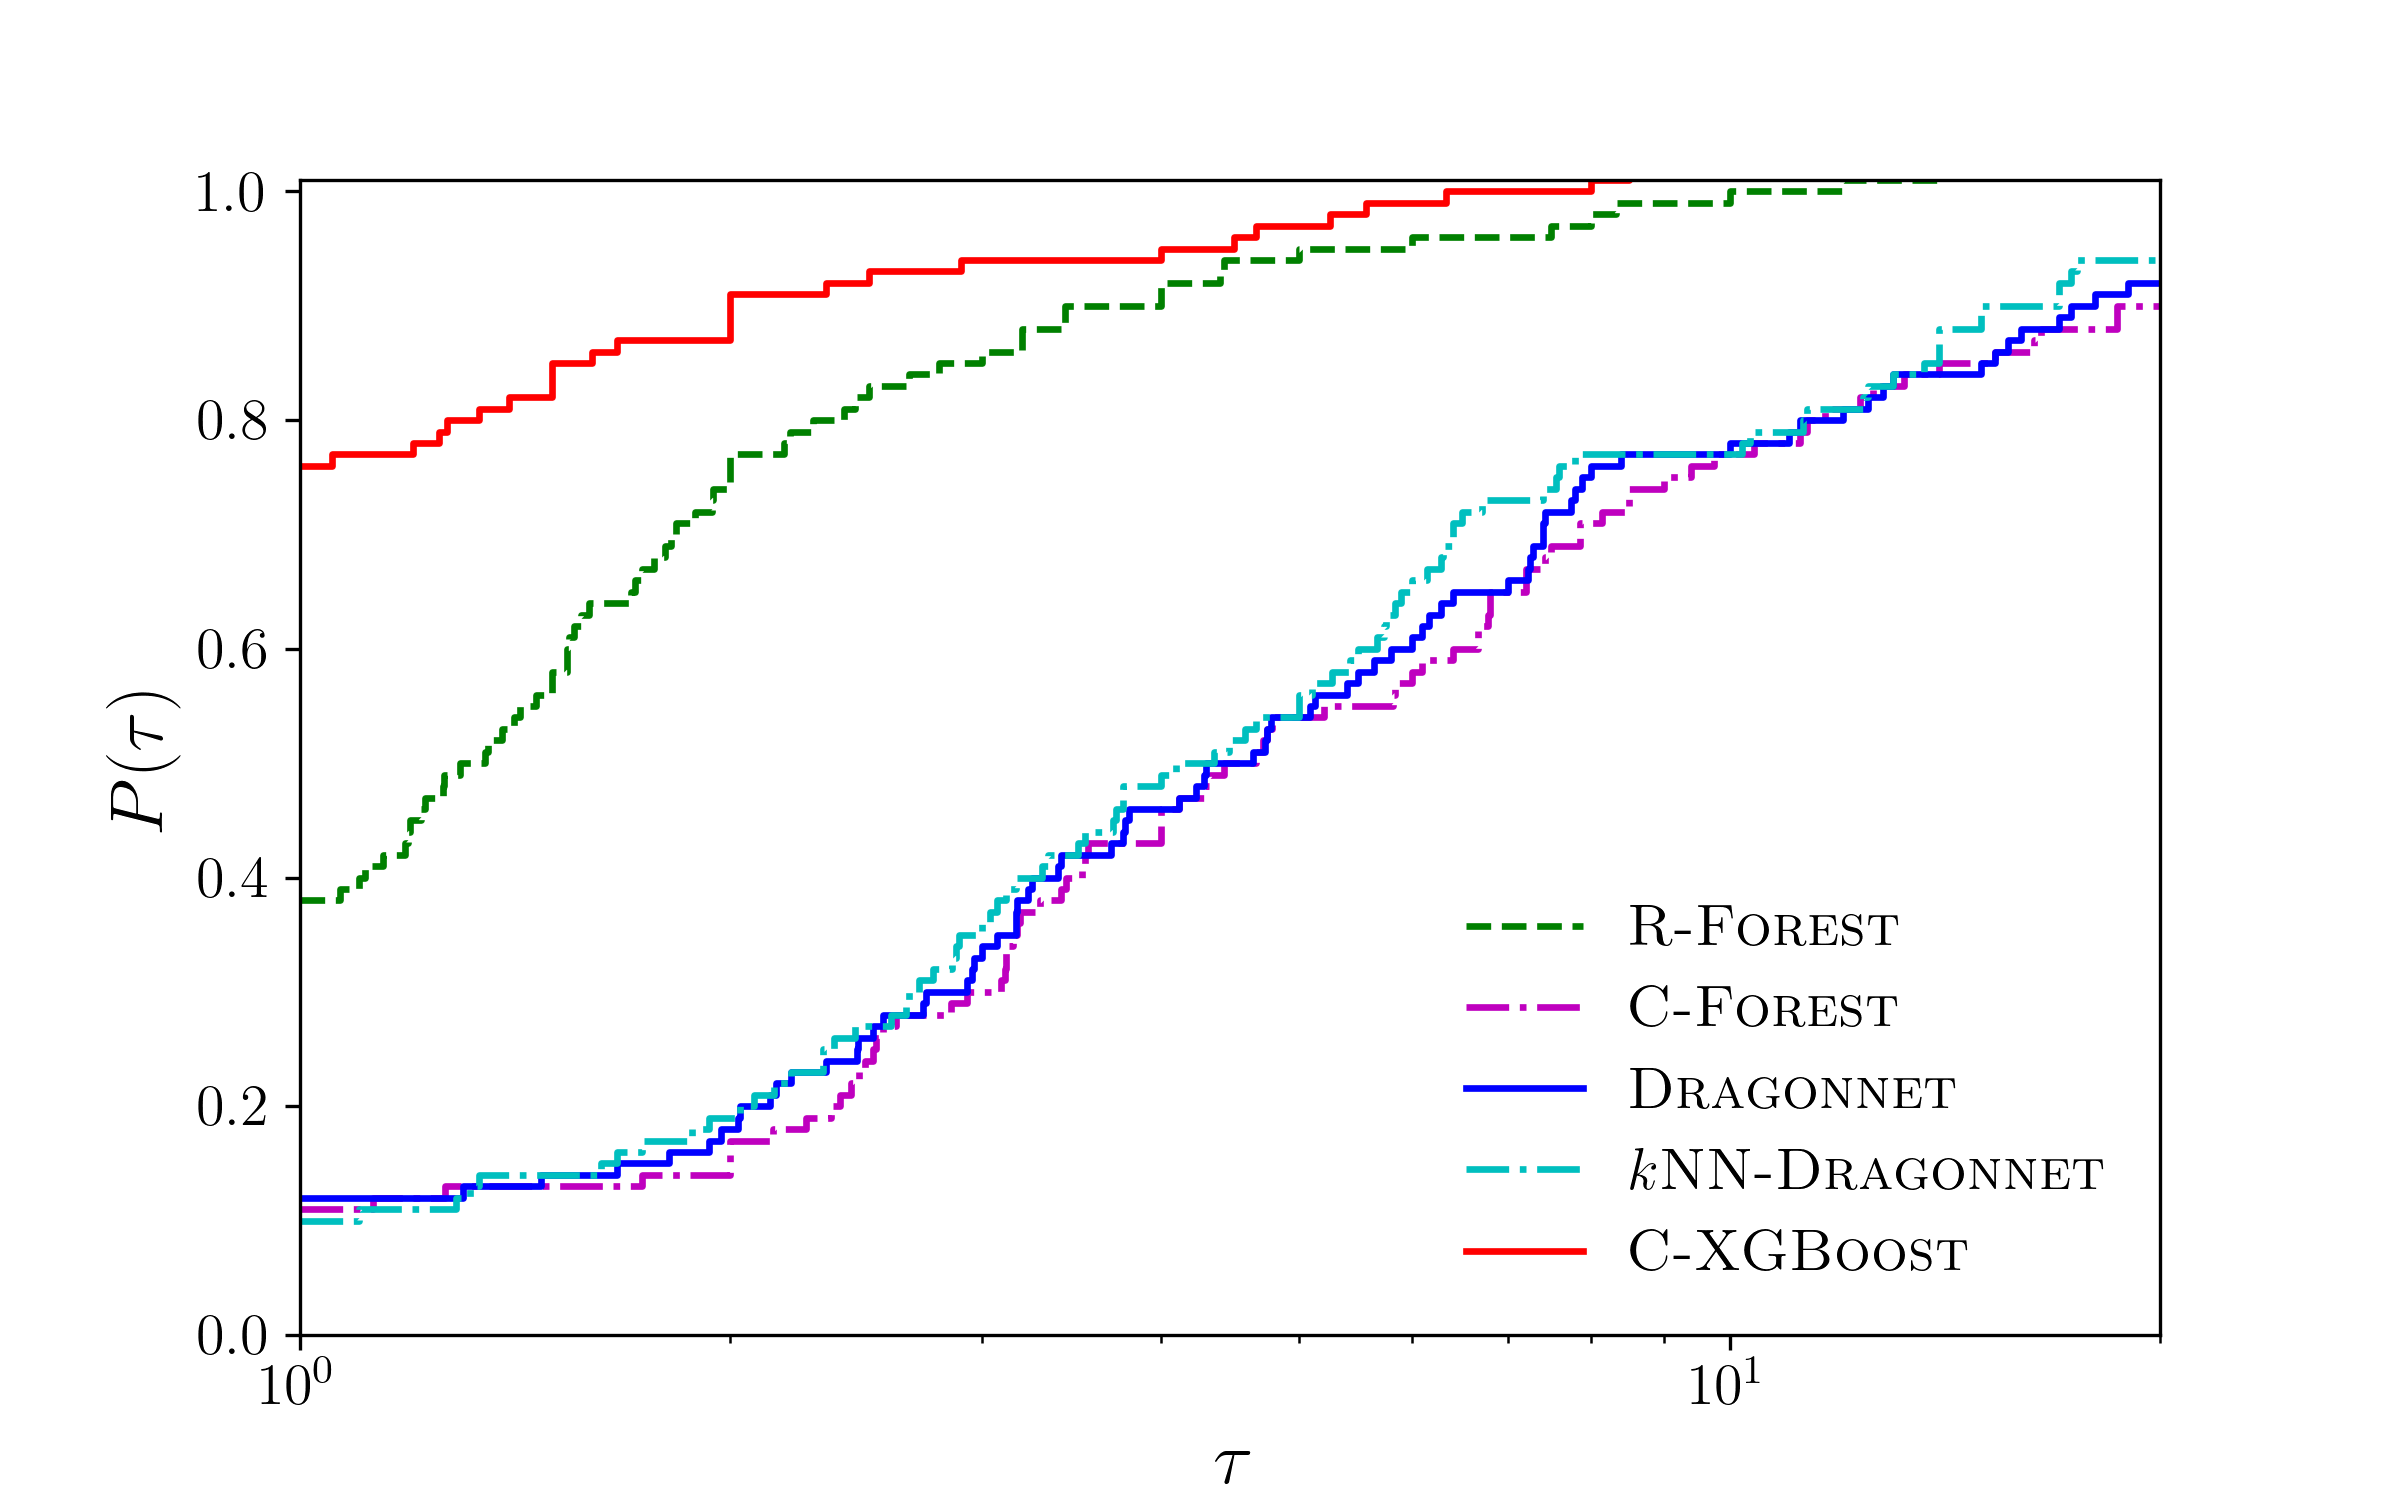 1.0
0.8
0.6
0.4
0.2
0.0
P(τ)
10⁰
10¹
τ
R-Forest
C-Forest
Dragonnet
kNN-Dragonnet
C-XGBoost